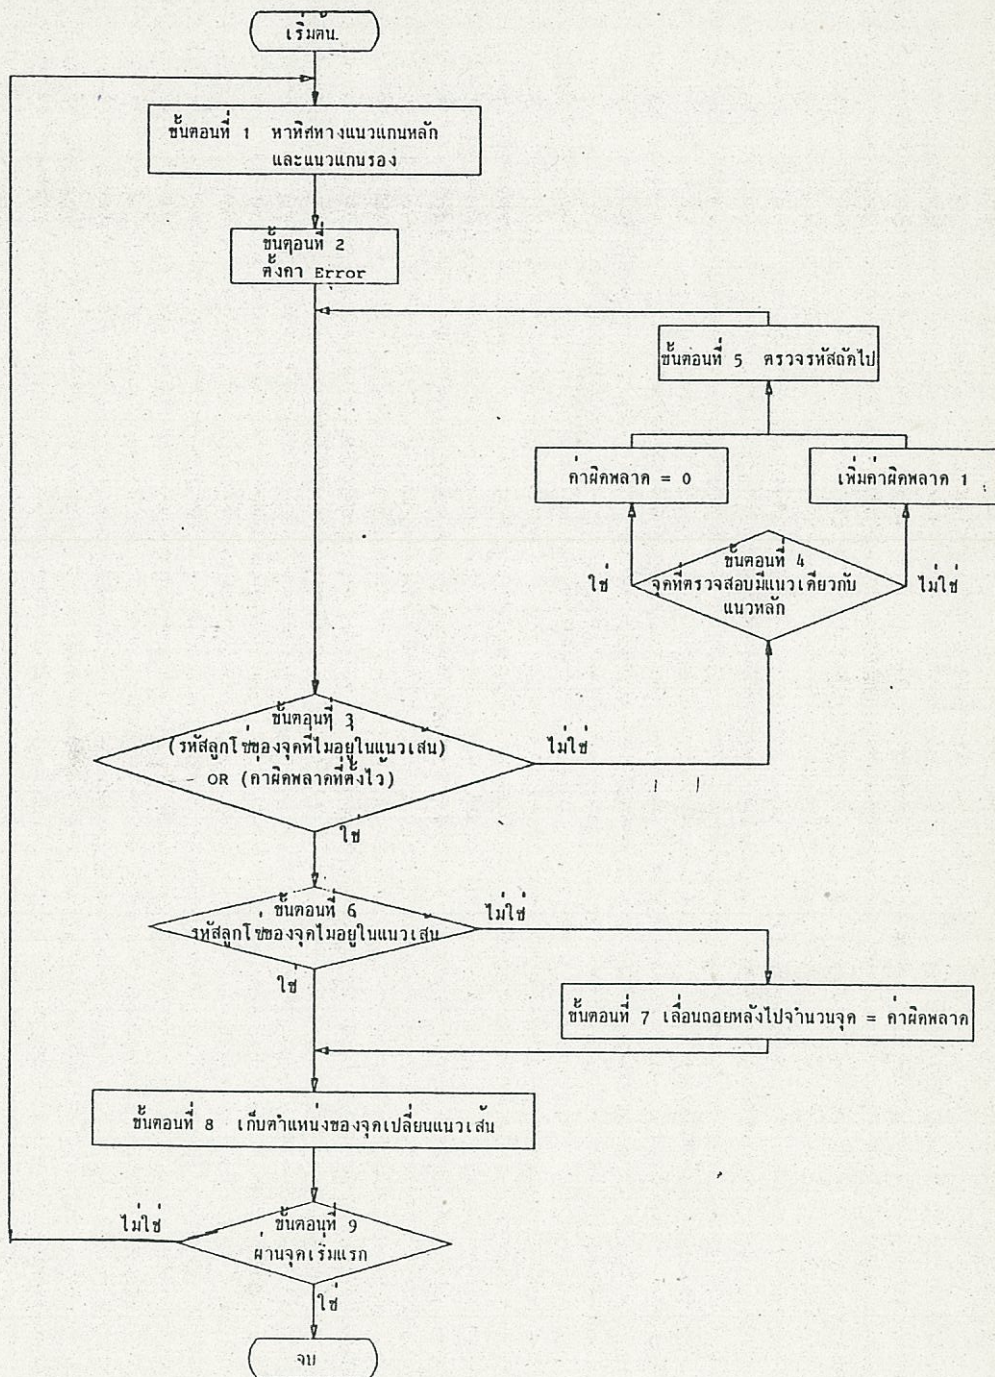 เริ่มต้น.
ขั้นตอนที่ 1 หาทิศทางแนวแกนหลัก
และแนวแกนรอง
ขั้นตอนที่ 2
ตั้งค่า Error
ขั้นตอนที่ 5 ตรวจรหัสถัดไป
ค่าผิดพลาด = 0
เพิ่มค่าผิดพลาด 1
ขั้นตอนที่ 4
ใช่
จุดที่ตรวจสอบมีแนวเดียวกับ
ไม่ใช่
แนวหลัก
ขั้นตอนที่ 3
(รหัสลูกโซ่ของจุดที่ไม่อยู่ในแนวเส้น)
ไม่ใช่
OR (ค่าผิดพลาดที่ตั้งไว้)
ใช่
ขั้นตอนที่ 6
ไม่ใช่
รหัสลูกโซ่ของจุดไม่อยู่ในแนวเส้น
ใช่
ขั้นตอนที่ 7 เลื่อนถอยหลังไปจำนวนจุด = ค่าผิดพลาด
ขั้นตอนที่ 8 เก็บตำแหน่งของจุดเปลี่ยนแนวเส้น
ไม่ใช่
ขั้นตอนที่ 9
ผ่านจุดเริ่มแรก
ใช่
จบ